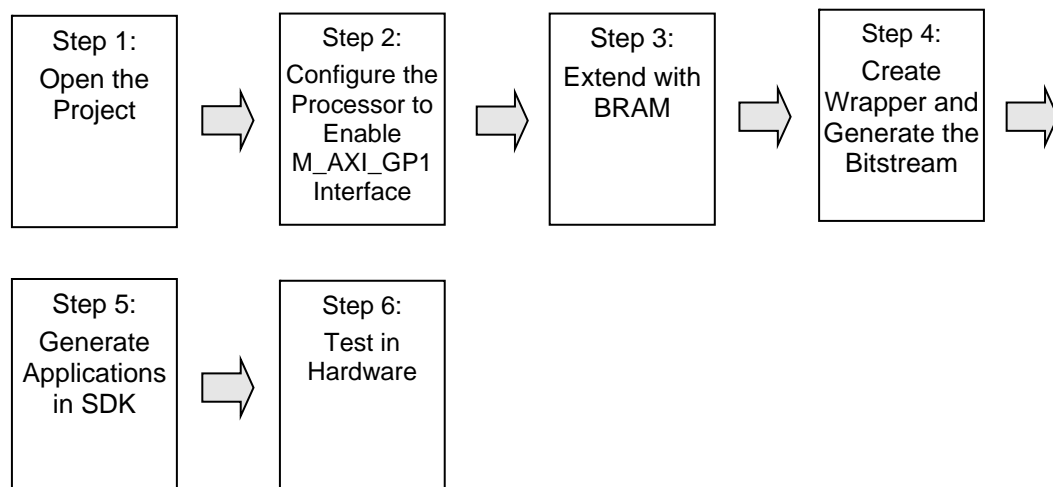 Step 1:
Open the
Project
Step 2:
Configure the
Processor to
Enable
M_AXI_GP1
Interface
Step 3:
Extend with
BRAM
Step 4:
Create
Wrapper and
Generate the
Bitstream
Step 5:
Generate
Applications
in SDK
Step 6:
Test in
Hardware